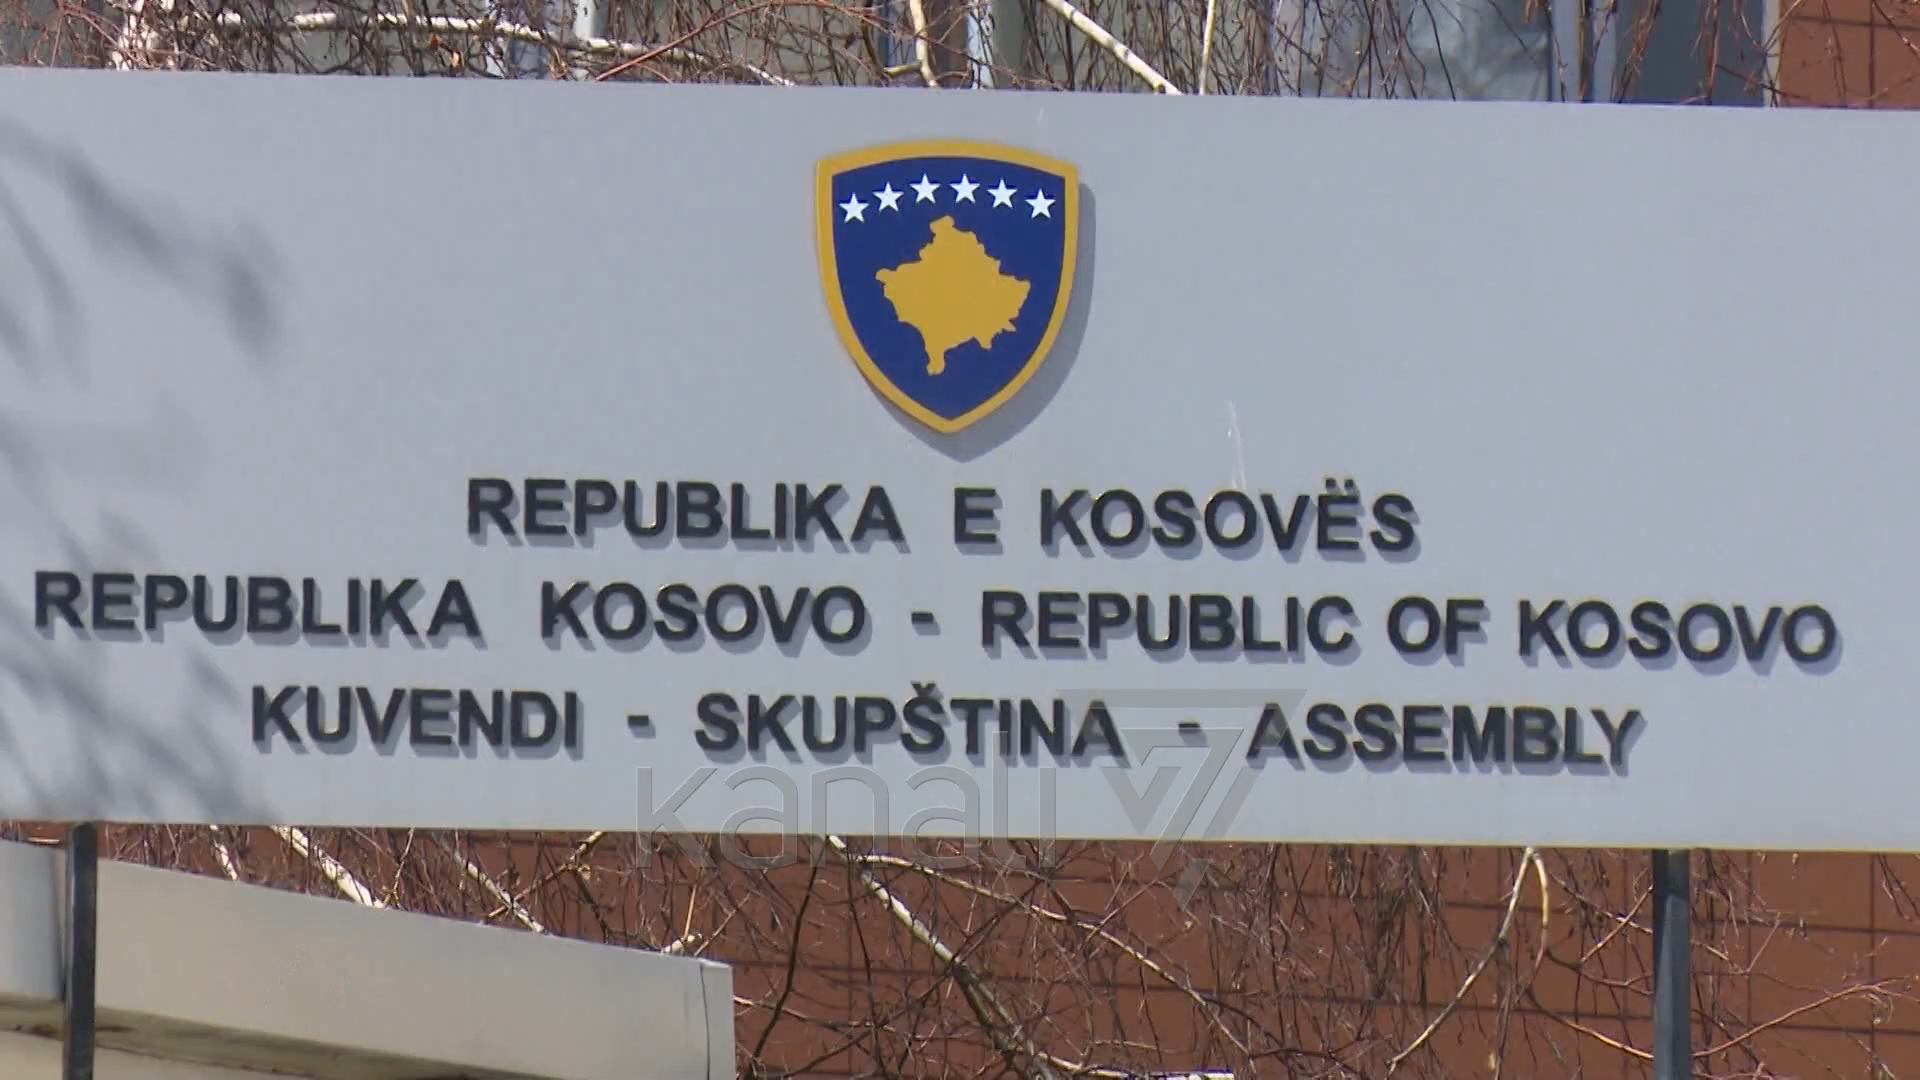 REPUBLIKA E KOSOVËS
REPUBLIKA KOSOVO - REPUBLIC OF KOSOVO
KUVENDI - SKUPŠTINA - ASSEMBLY
kanali 7